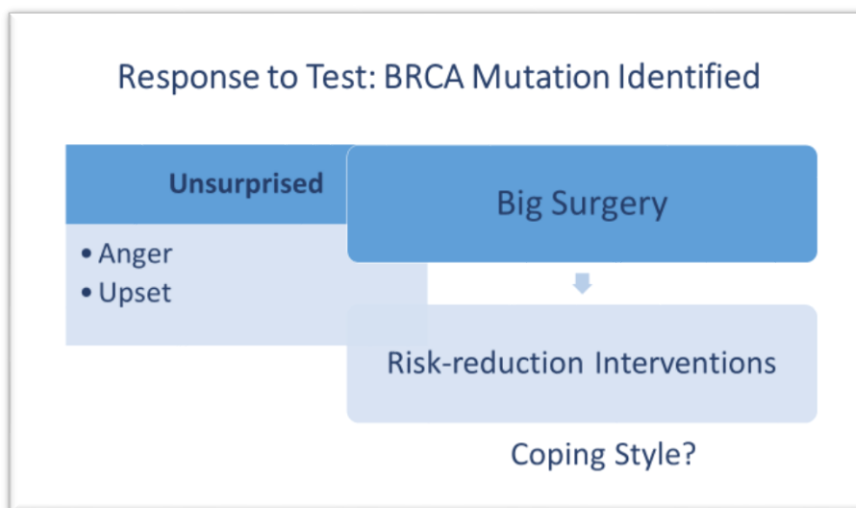 Response to Test: BRCA Mutation Identified
Unsurprised
• Anger
• Upset
Big Surgery
Risk-reduction Interventions
Coping Style?